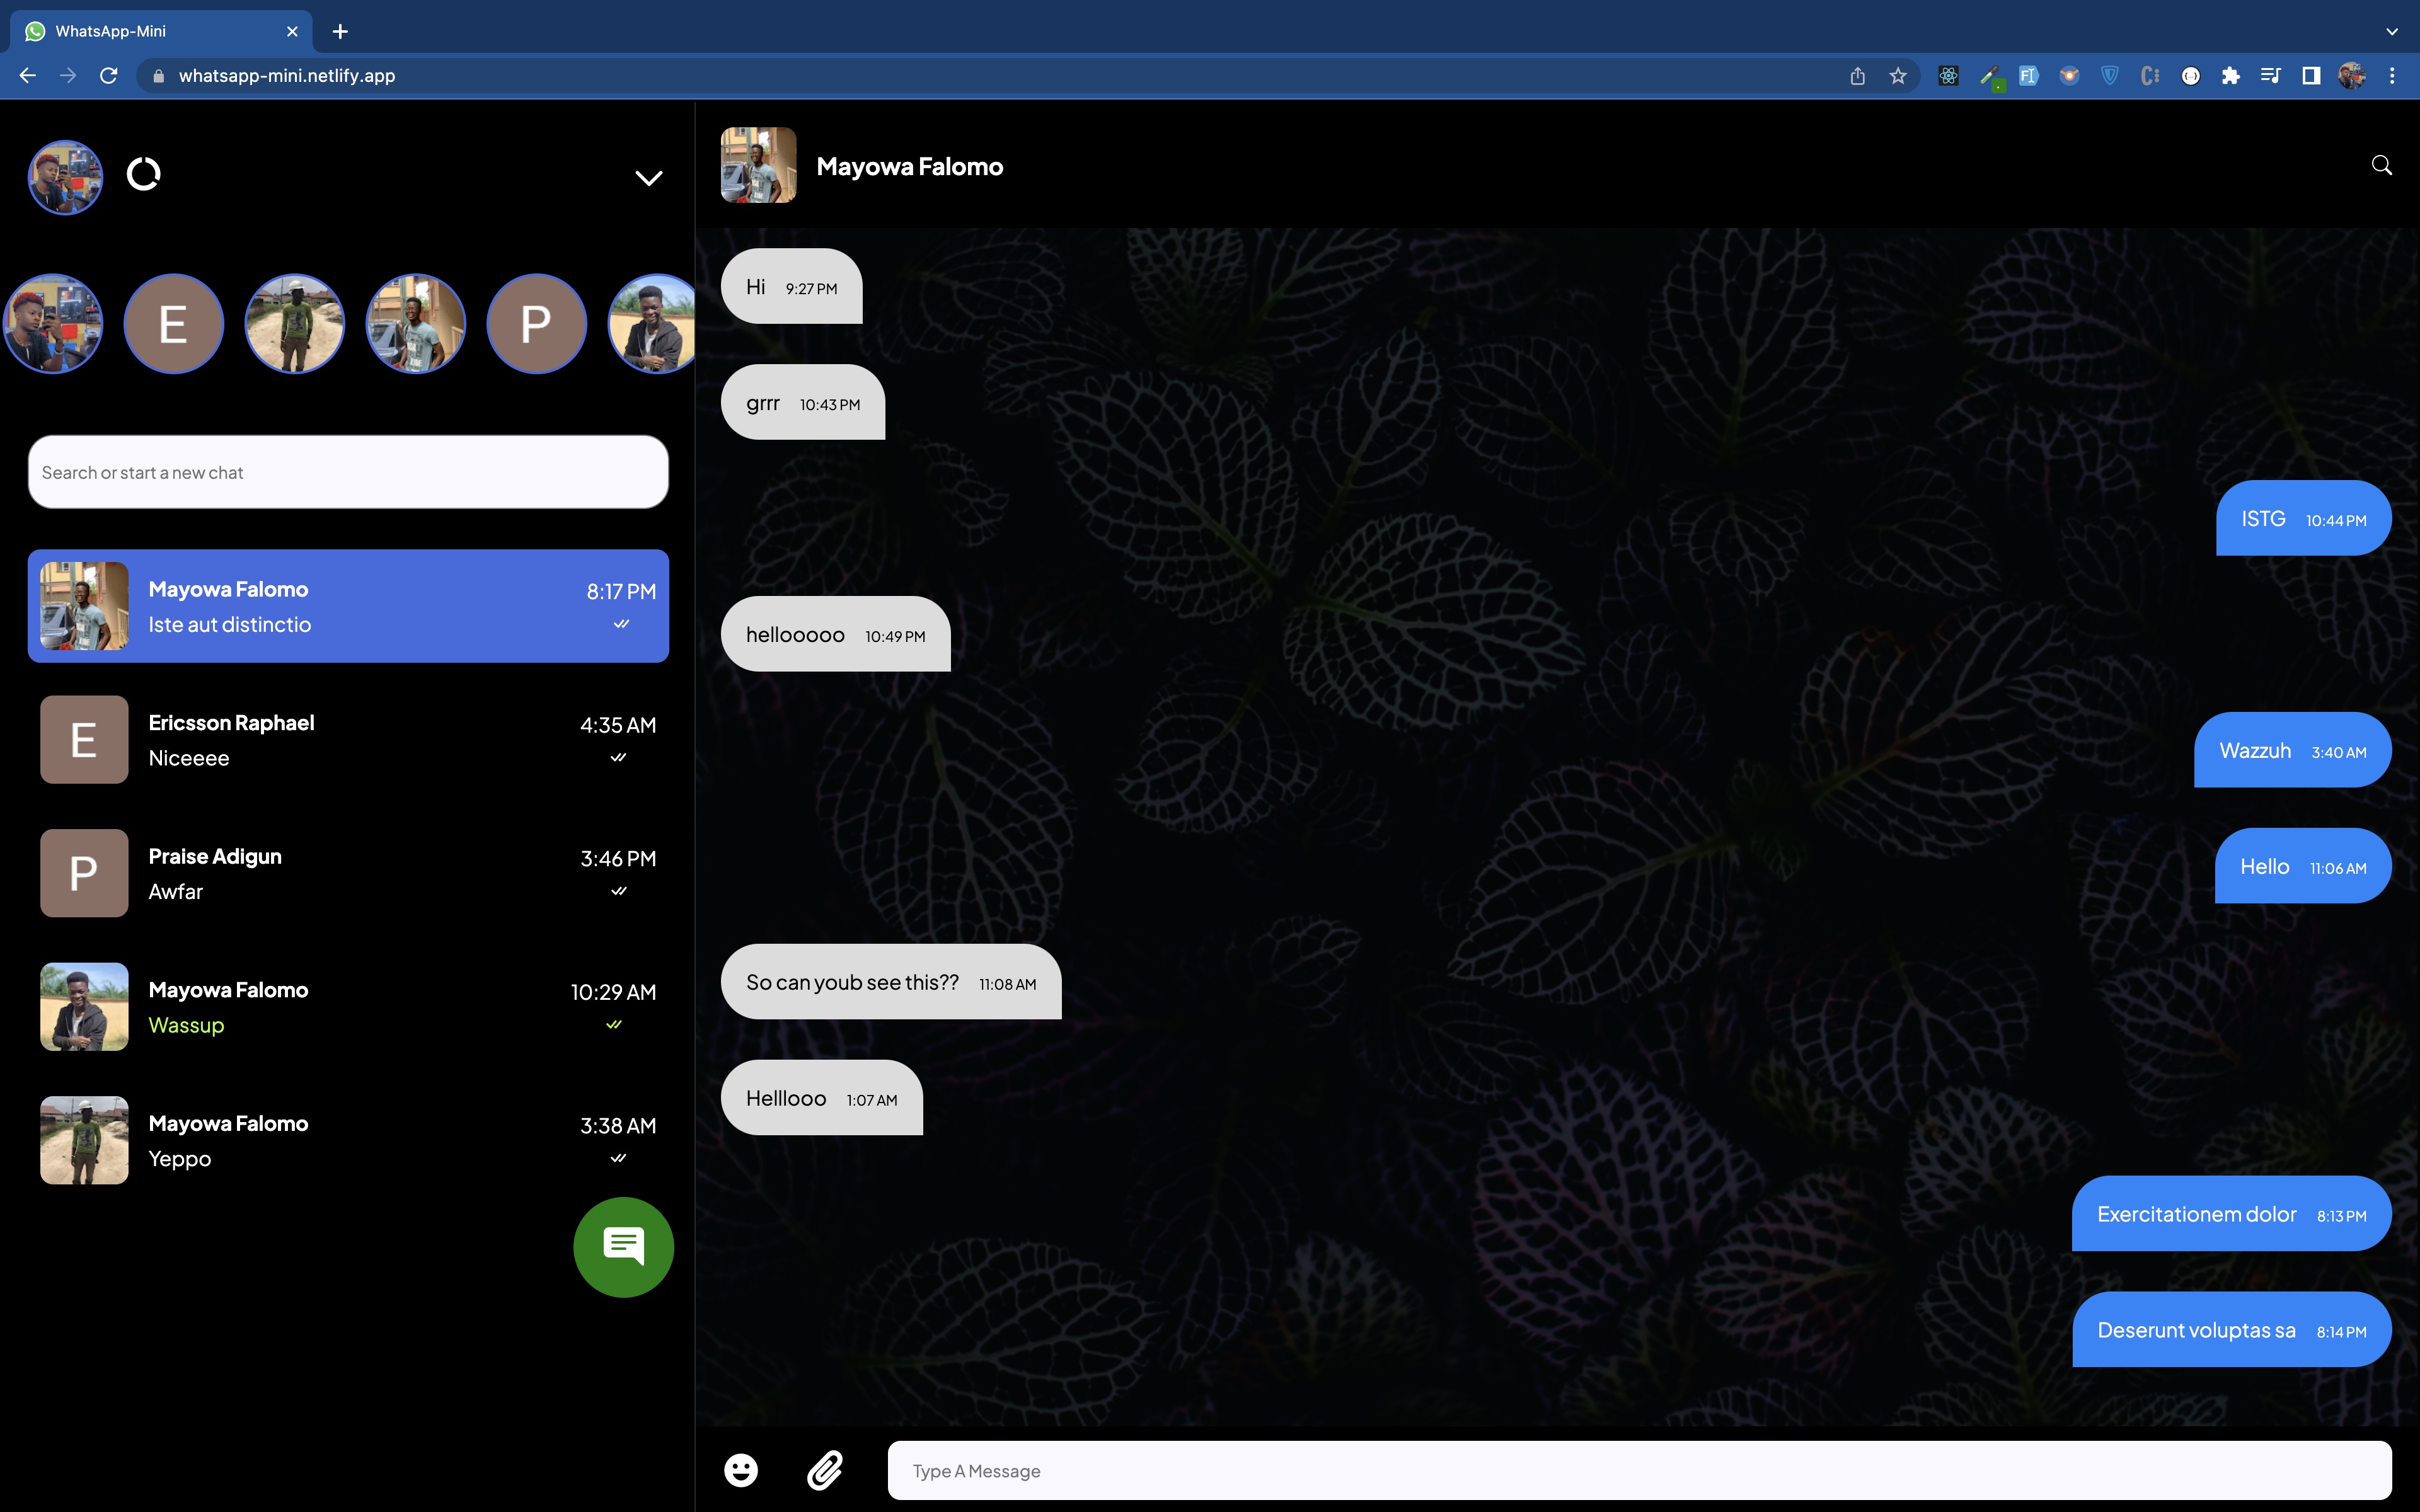 WhatsApp-Mini
whatsapp-mini.netlify.app
E
P
Search or start a new chat
Mayowa Falomo 8:17 PM
Iste aut distinctio
E
Ericsson Raphael 4:35 AM
Niceeee
P
Praise Adigun 3:46 PM
Awfar
Mayowa Falomo 10:29 AM
Wassup
Mayowa Falomo 3:38 AM
Yeppo
Mayowa Falomo
Hi 9:27 PM
grrr 10:43 PM
ISTG 10:44 PM
hellooooo 10:49 PM
Wazzuh 3:40 AM
Hello 11:06 AM
So can youb see this?? 11:08 AM
Helllooo 1:07 AM
Exercitationem dolor 8:13 PM
Deserunt voluptas sa 8:14 PM
Type A Message